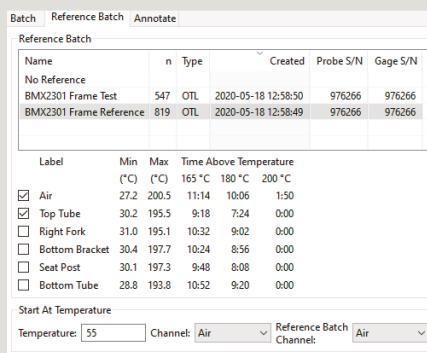 Batch Reference Batch Annotate
Reference Batch
Name n Type Created Probe S/N Gage S/N
No Reference
BMX2301 Frame Test 547 OTL 2020-05-18 12:58:50 976266 976266
BMX2301 Frame Reference 819 OTL 2020-05-18 12:58:49 976266 976266
Label Min Max Time Above Temperature
(°C) (°C) 165 °C 180 °C 200 °C
Air 27.2 200.5 11:14 10:06 1:50
Top Tube 30.2 195.5 9:18 7:24 0:00
Right Fork 31.0 195.1 10:32 9:02 0:00
Bottom Bracket 30.4 197.7 10:24 8:56 0:00
Seat Post 30.1 197.3 9:48 8:08 0:00
Bottom Tube 28.8 193.8 10:52 9:20 0:00
Start At Temperature
Temperature: 55 Channel: Air Reference Batch Channel: Air